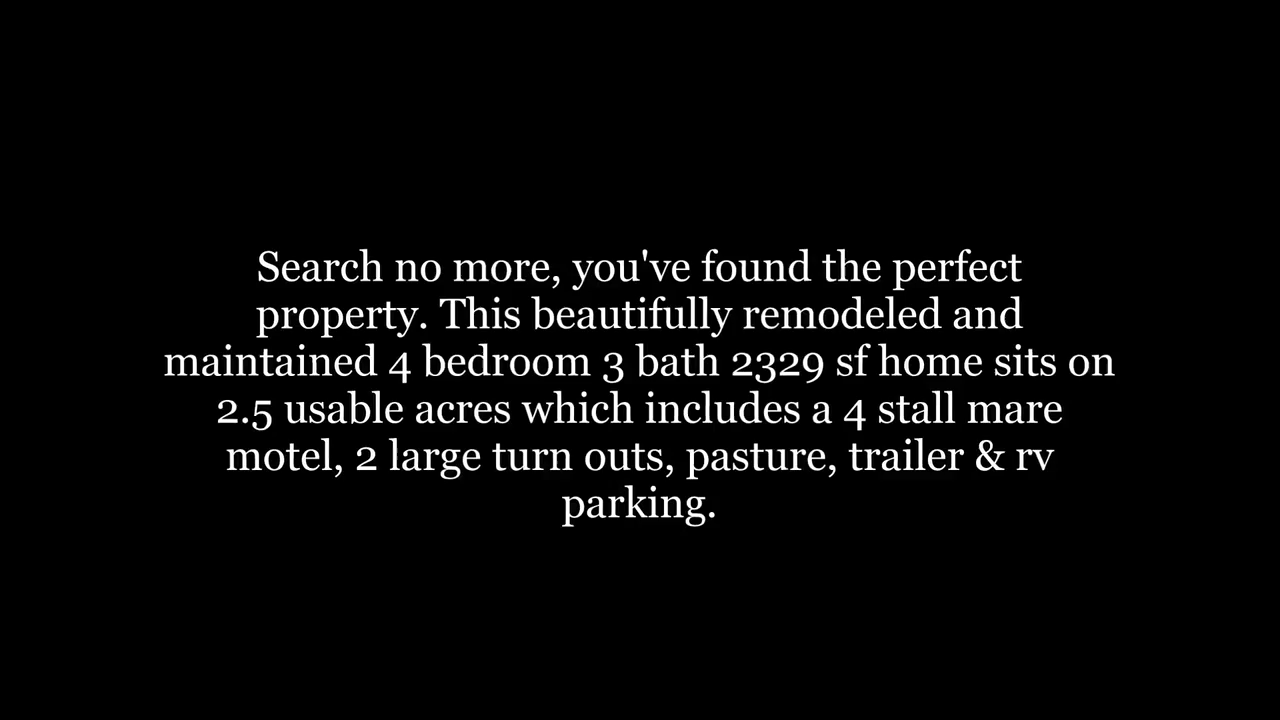 Search no more, you've found the perfect
property. This beautifully remodeled and
maintained 4 bedroom 3 bath 2329 sf home sits on
2.5 usable acres which includes a 4 stall mare
motel, 2 large turn outs, pasture, trailer & rv
parking.